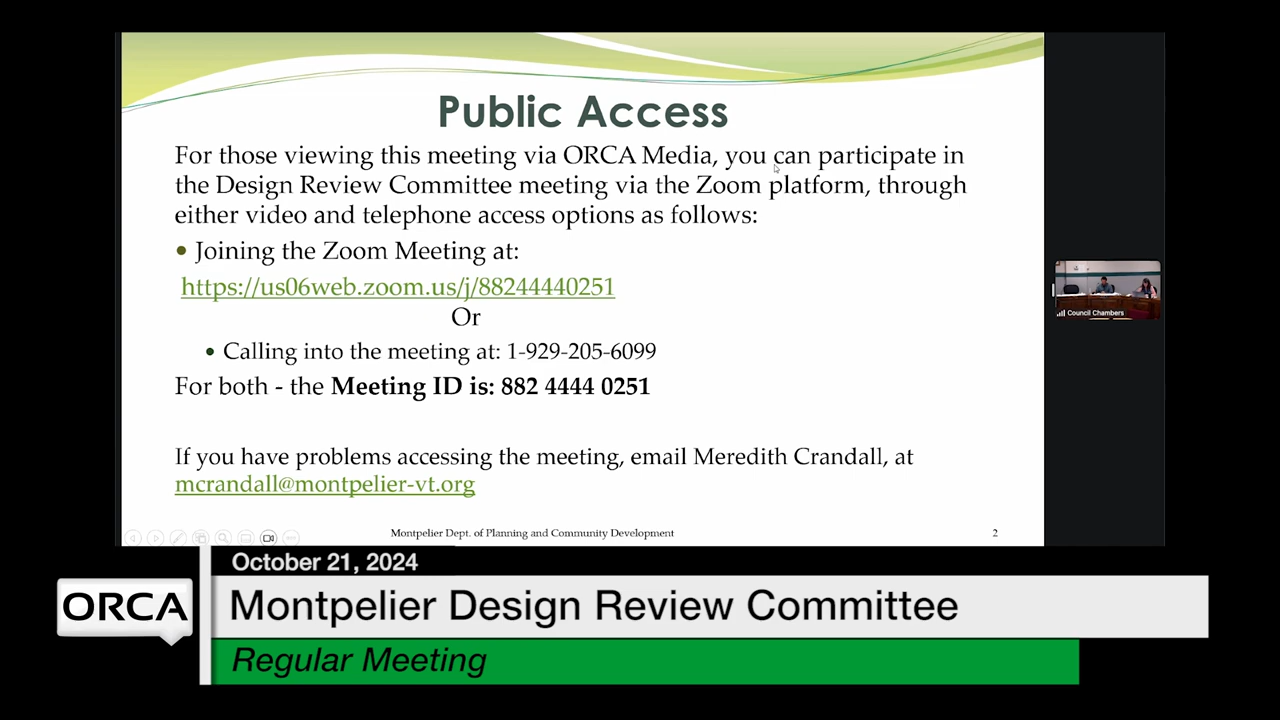 Public Access
For those viewing this meeting via ORCA Media, you can participate in
the Design Review Committee meeting via the Zoom platform, through
either video and telephone access options as follows:
• Joining the Zoom Meeting at:
https://us06web.zoom.us/j/88244440251
Or
• Calling into the meeting at: 1-929-205-6099
For both - the Meeting ID is: 882 4444 0251
If you have problems accessing the meeting, email Meredith Crandall, at
mcrandall@montpelier-vt.org
Montpelier Dept. of Planning and Community Development 2
Council Chambers
October 21, 2024
ORCA
Montpelier Design Review Committee
Regular Meeting